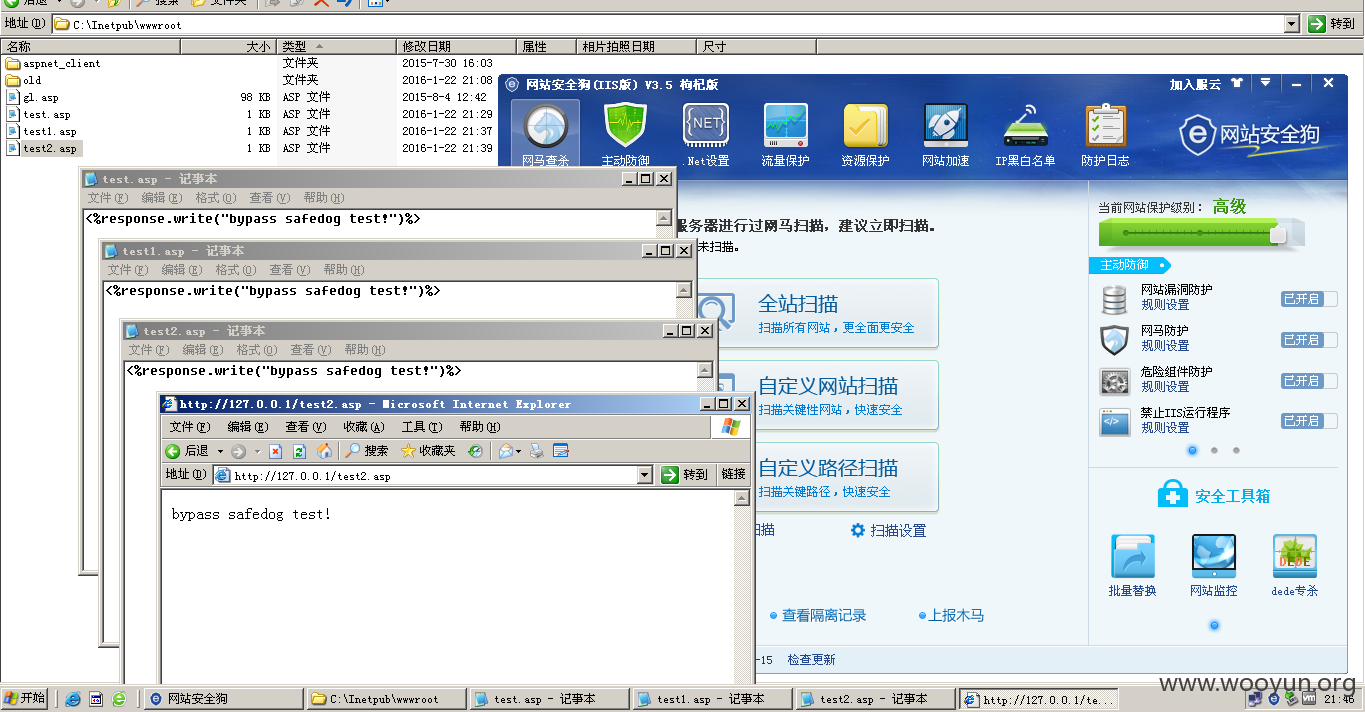 后退 搜索 文件夹
地址(D) C:\Inetpub\wwwroot 转到
名称 大小 类型 修改日期 属性 相片拍照日期 尺寸
aspnet_client 文件夹 2015-7-30 16:03
old 文件夹 2016-1-22 21:08
gl.asp 98 KB ASP 文件 2015-8-4 12:42
test.asp 1 KB ASP 文件 2016-1-22 21:29
test1.asp 1 KB ASP 文件 2016-1-22 21:37
test2.asp 1 KB ASP 文件 2016-1-22 21:39
网站安全狗(IIS版) V3.5 枸杞版 加入服云
网马查杀 主动防御 .Net设置 流量保护 资源保护 网站加速 IP黑白名单 防护日志
网站安全狗
服务器进行过网马扫描，建议立即扫描。
未扫描。
全站扫描
扫描所有网站，更全面更安全
自定义网站扫描
扫描关键性网站，快速安全
自定义路径扫描
扫描关键路径，快速安全
扫描 扫描设置
查看隔离记录 上报木马
-15 检查更新
当前网站保护级别： 高级
主动防御
网站漏洞防护
规则设置 已开启
网马防护
规则设置 已开启
危险组件防护
规则设置 已开启
禁止IIS运行程序
规则设置 已开启
安全工具箱
批量替换 网站监控 dede专杀
test.asp - 记事本
文件(F) 编辑(E) 格式(O) 查看(V) 帮助(H)
<%response.write("bypass safedog test!")%>
test1.asp - 记事本
文件(F) 编辑(E) 格式(O) 查看(V) 帮助(H)
<%response.write("bypass safedog test!")%>
test2.asp - 记事本
文件(F) 编辑(E) 格式(O) 查看(V) 帮助(H)
<%response.write("bypass safedog test!")%>
http://127.0.0.1/test2.asp - Microsoft Internet Explorer
文件(F) 编辑(E) 查看(V) 收藏(A) 工具(T) 帮助(H)
后退 搜索 收藏夹
地址(D) http://127.0.0.1/test2.asp 转到 链接
bypass safedog test!
www.wooyun.org
开始 网站安全狗 C:\Inetpub\wwwroot test.asp - 记事本 test1.asp - 记事本 test2.asp - 记事本 http://127.0.0.1/te... 21:46